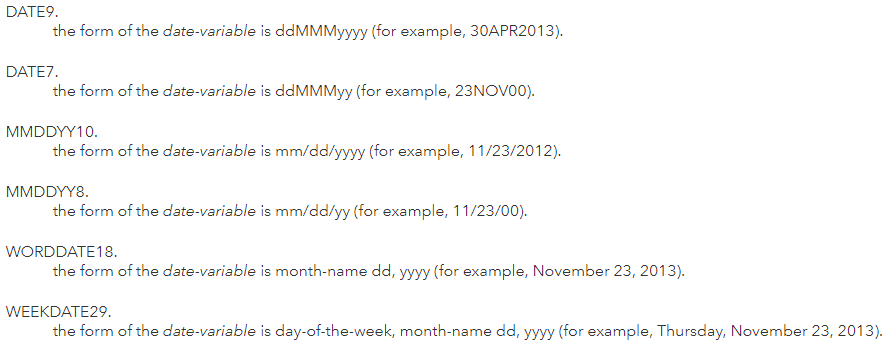 DATE9.
the form of the date-variable is ddMMMyyyy (for example, 30APR2013).
DATE7.
the form of the date-variable is ddMMMyy (for example, 23NOV00).
MMDDYY10.
the form of the date-variable is mm/dd/yyyy (for example, 11/23/2012).
MMDDYY8.
the form of the date-variable is mm/dd/yy (for example, 11/23/00).
WORDDATE18.
the form of the date-variable is month-name dd, yyyy (for example, November 23, 2013).
WEEKDATE29.
the form of the date-variable is day-of-the-week, month-name dd, yyyy (for example, Thursday, November 23, 2013).